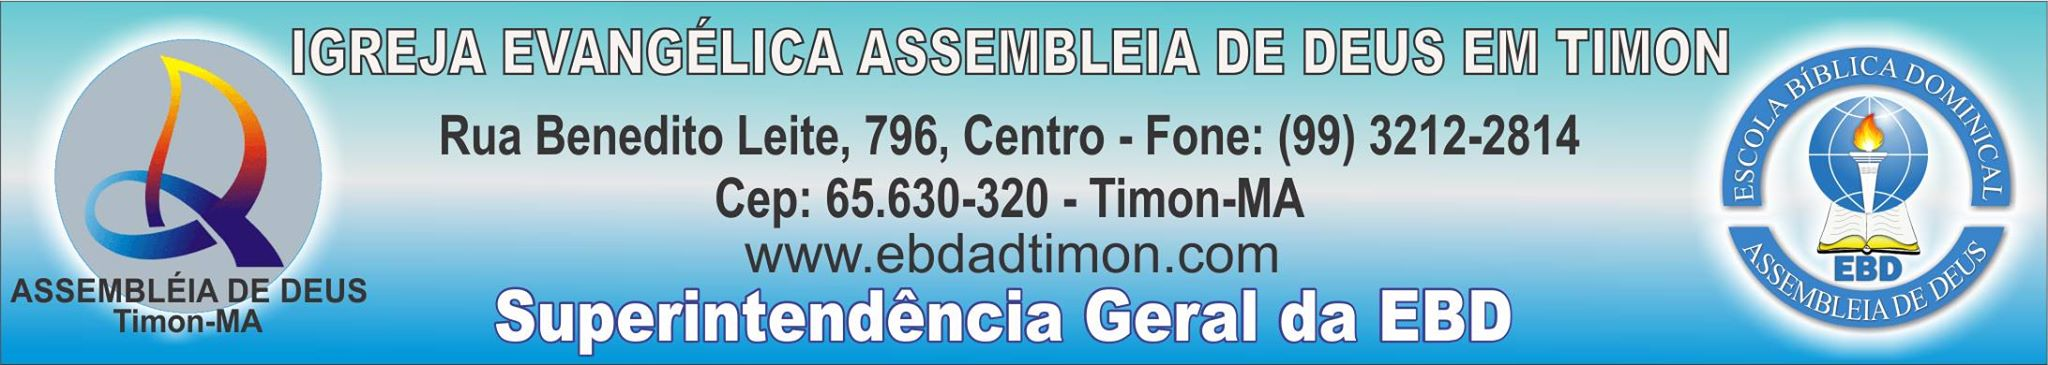 IGREJA EVANGÉLICA ASSEMBLEIA DE DEUS EM TIMON
Rua Benedito Leite, 796, Centro - Fone: (99) 3212-2814
Cep: 65.630-320 - Timon-MA
www.ebdadtimon.com
Superintendência Geral da EBD
ASSEMBLÉIA DE DEUS
Timon-MA
ESCOLA BÍBLICA DOMINICAL
EBD
ASSEMBLEIA DE DEUS